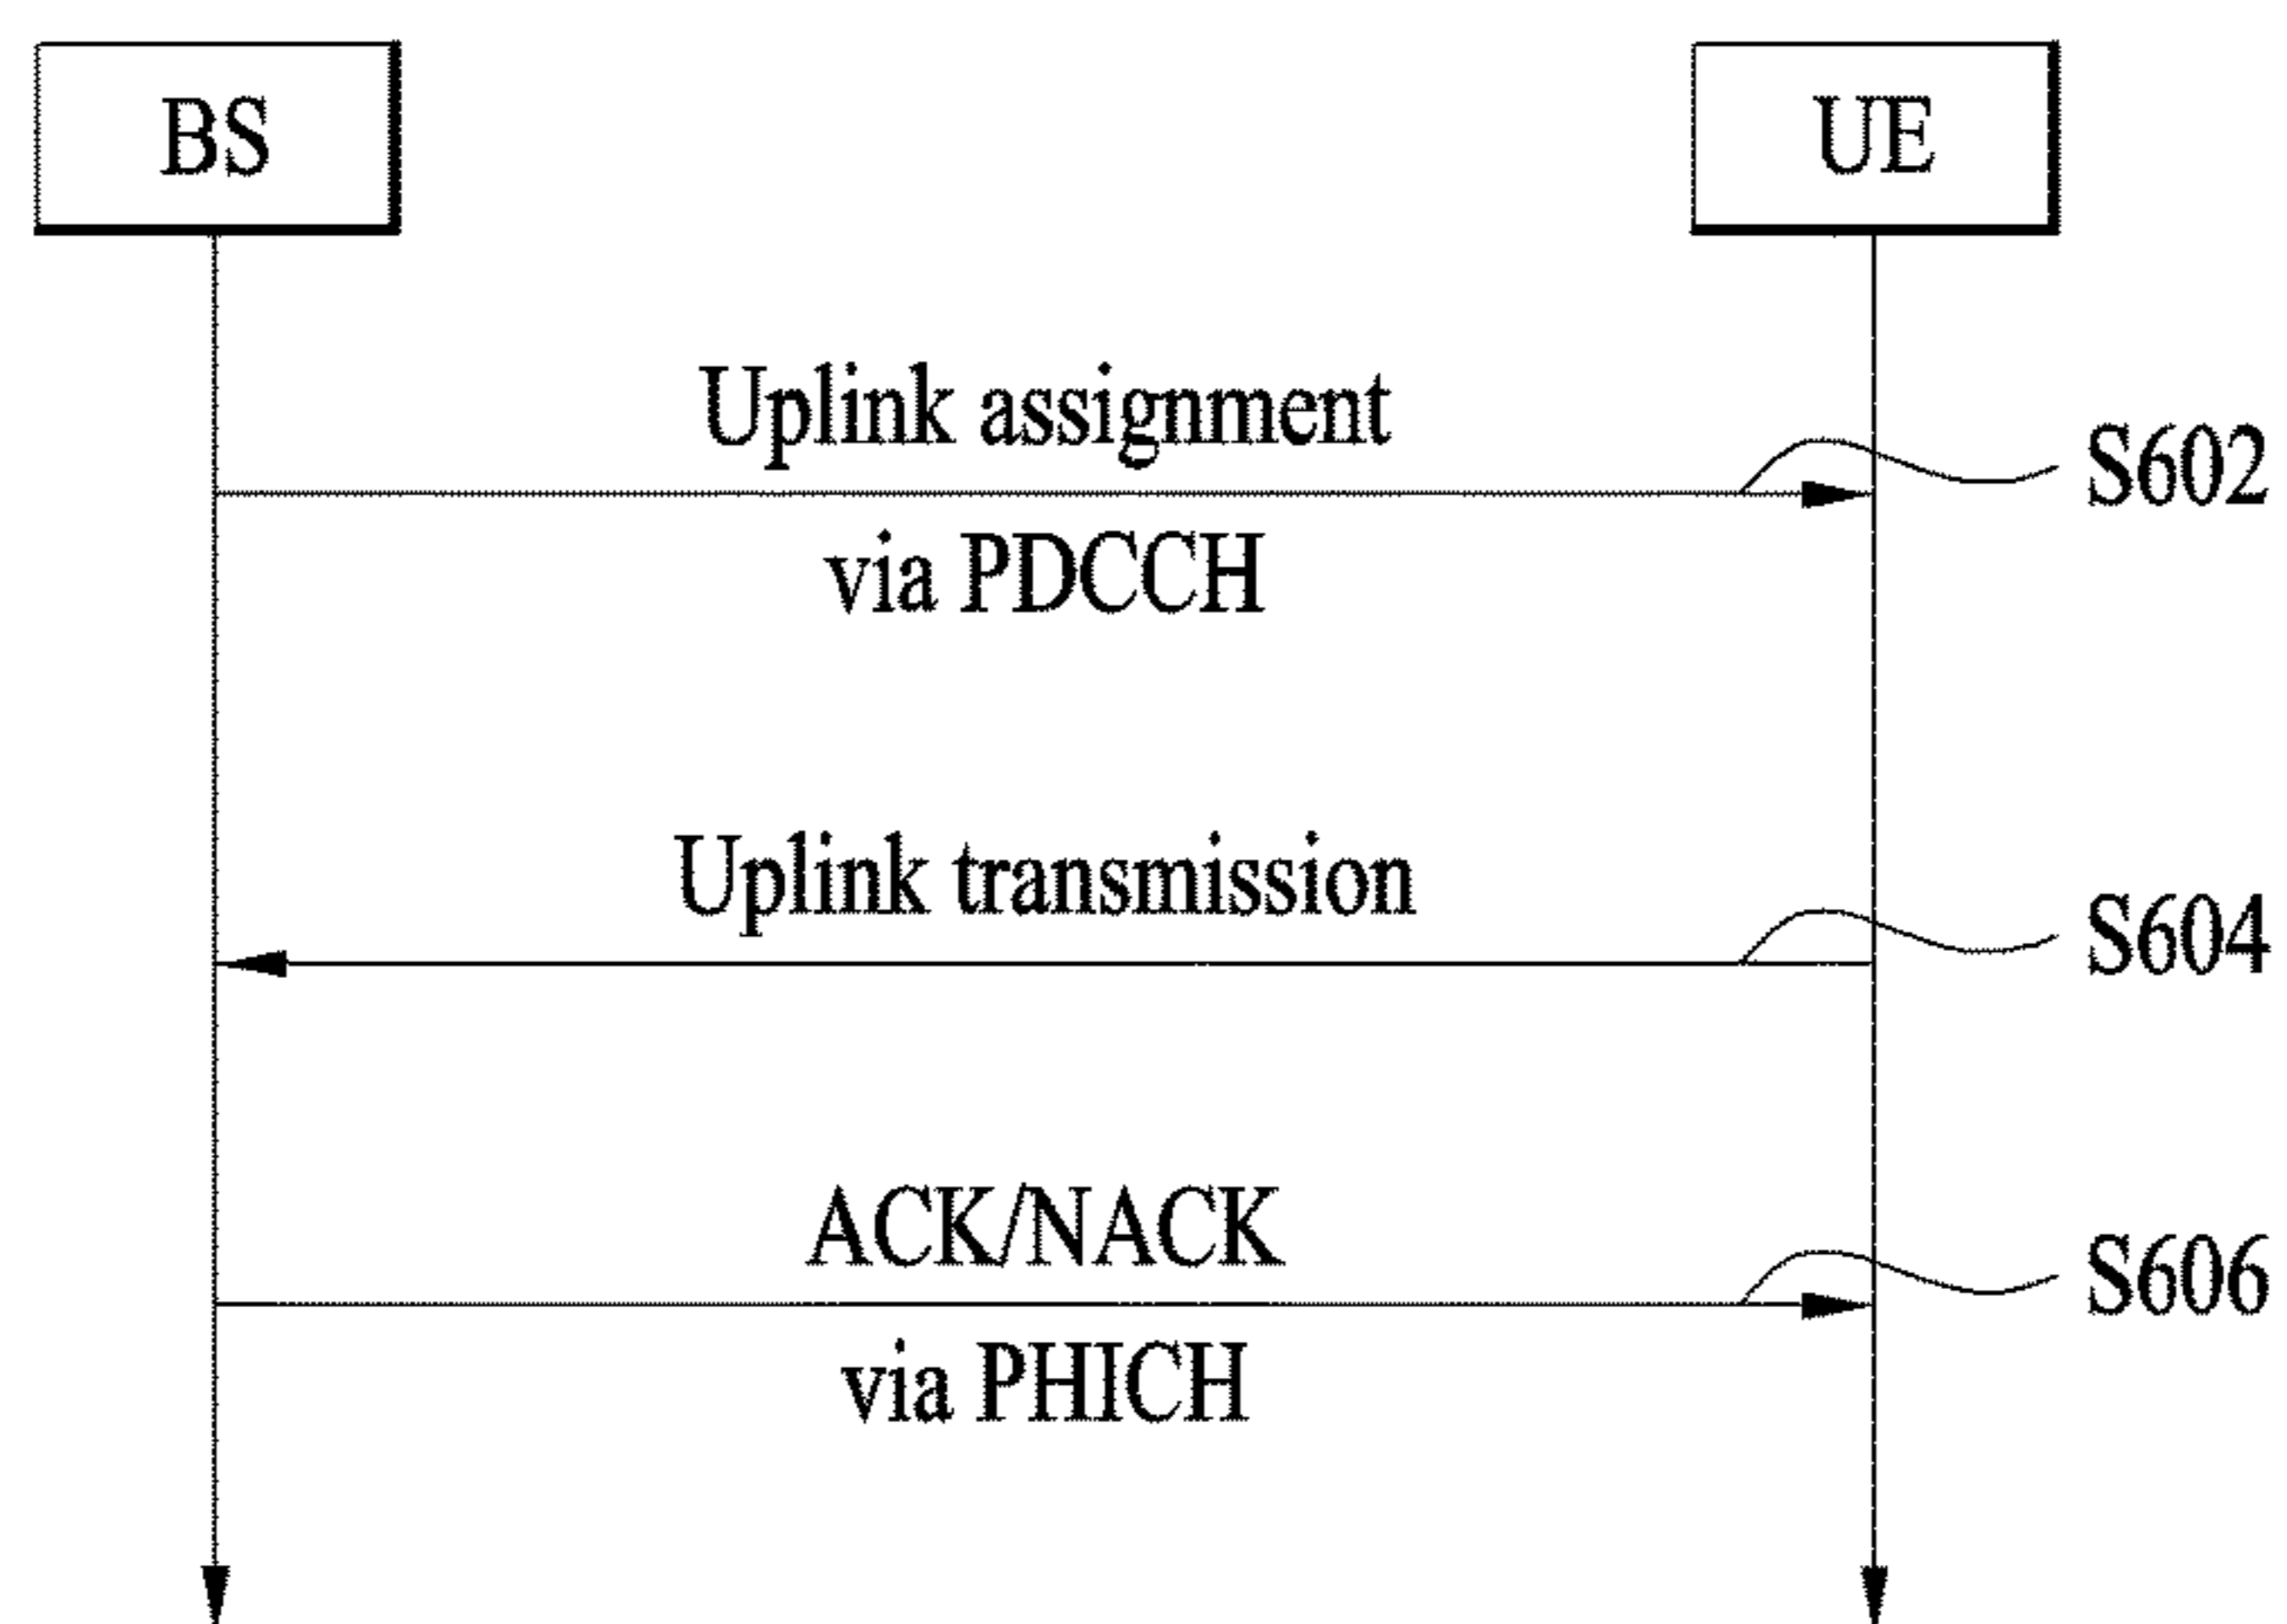 BS
UE
Uplink assignment
S602
via PDCCH
Uplink transmission
S604
ACK/NACK
S606
via PHICH